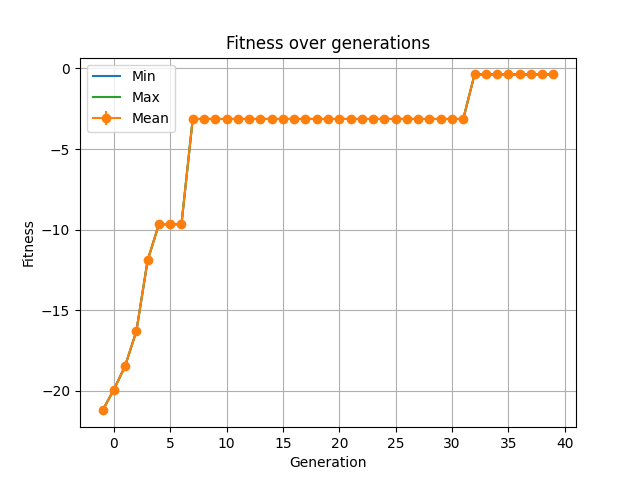 Fitness over generations
Min
Max
Mean
Fitness
0
−5
−10
−15
−20
0 5 10 15 20 25 30 35 40
Generation